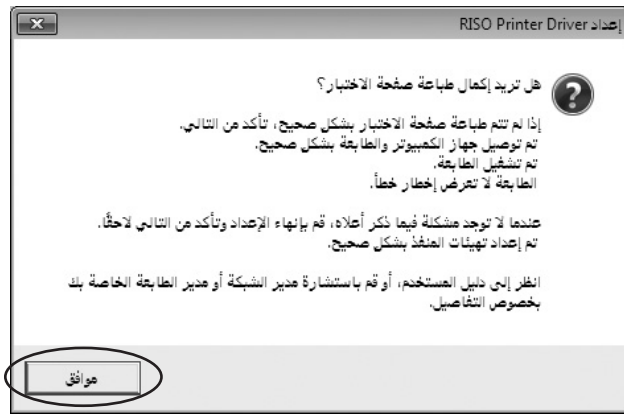 إعداد RISO Printer Driver
هل تريد إكمال طباعة صفحة الاختبار؟
إذا لم تتم طباعة صفحة الاختبار بشكل صحيح، تأكد من التالي.
تم توصيل جهاز الكمبيوتر والطابعة بشكل صحيح.
تم تشغيل الطابعة.
الطابعة لا تعرض إخطار خطأ.
عندما لا توجد مشكلة فيما ذكر أعلاه، قم بإنهاء الإعداد وتأكد من التالي لاحقًا.
تم إعداد تهيئات المنفذ بشكل صحيح.
انظر إلى دليل المستخدم، أو قم باستشارة مدير الشبكة أو مدير الطابعة الخاصة بك
بخصوص التفاصيل.
موافق